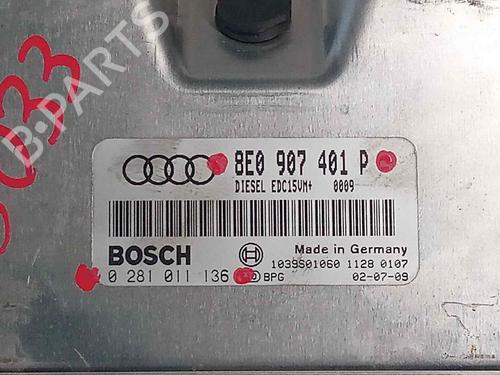 B-PARTS
8E0 907 401 P
DIESEL EDC15VM+ 0009
BOSCH
Made in Germany
1039S01060 1128 0107
0 281 011 136 BPG 02-07-09